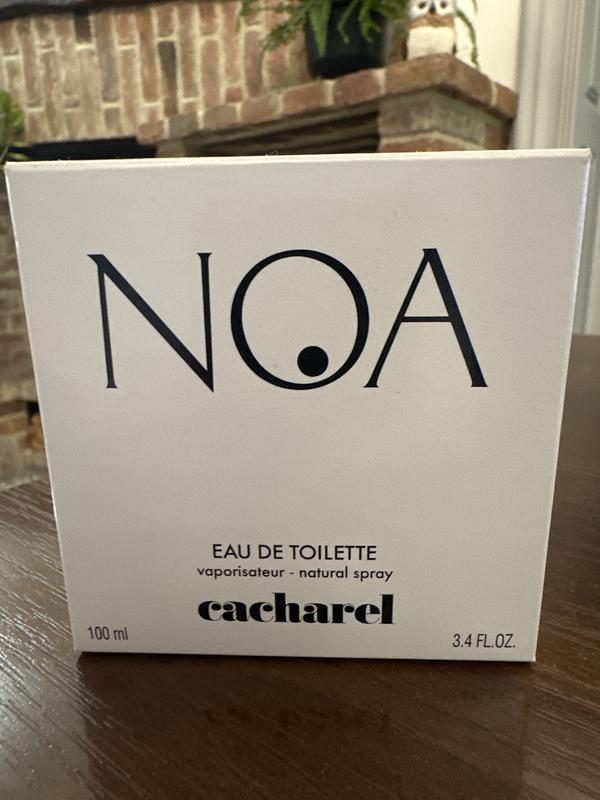 NOA
EAU DE TOILETTE
vaporisateur - natural spray
cacharel
100 ml
3.4 FL.OZ.